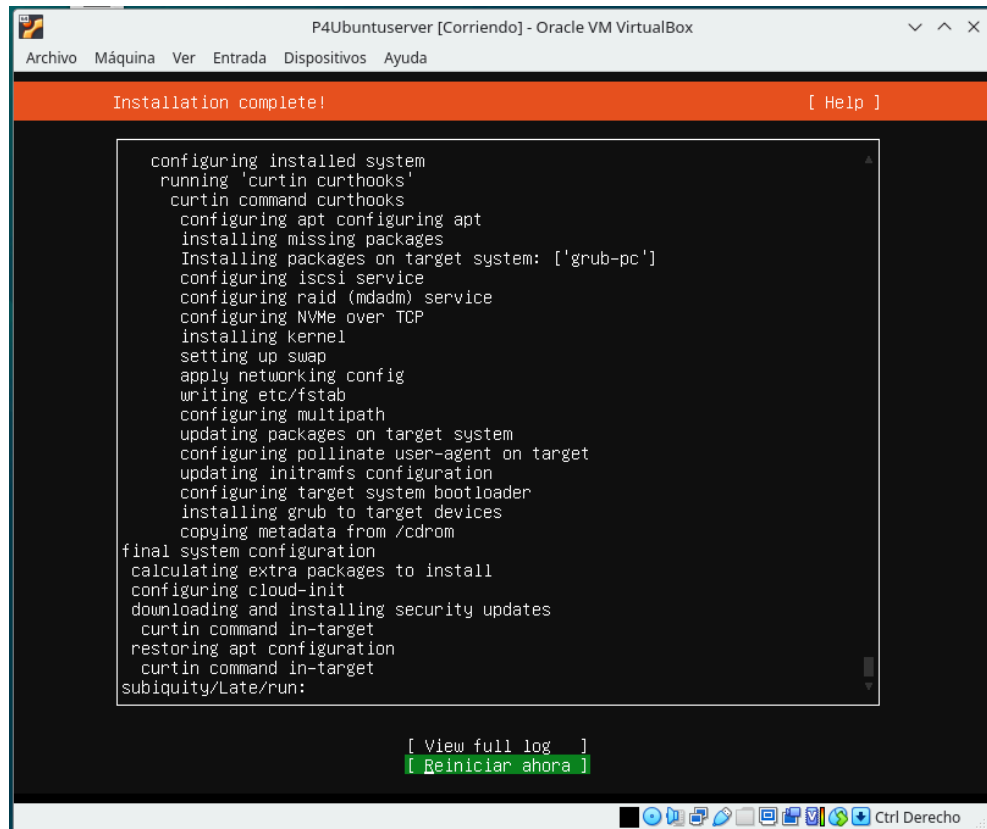 P4Ubuntuserver [Corriendo] - Oracle VM VirtualBox
Archivo Máquina Ver Entrada Dispositivos Ayuda
Installation complete! [ Help ]
configuring installed system
running 'curtin curthooks'
curtin command curthooks
configuring apt configuring apt
installing missing packages
Installing packages on target system: ['grub-pc']
configuring iscsi service
configuring raid (mdadm) service
configuring NVMe over TCP
installing kernel
setting up swap
apply networking config
writing etc/fstab
configuring multipath
updating packages on target system
configuring pollinate user-agent on target
updating initramfs configuration
configuring target system bootloader
installing grub to target devices
copying metadata from /cdrom
final system configuration
calculating extra packages to install
configuring cloud-init
downloading and installing security updates
curtin command in-target
restoring apt configuration
curtin command in-target
subiquity/Late/run:
[ View full log ]
[ Reiniciar ahora ]
Ctrl Derecho